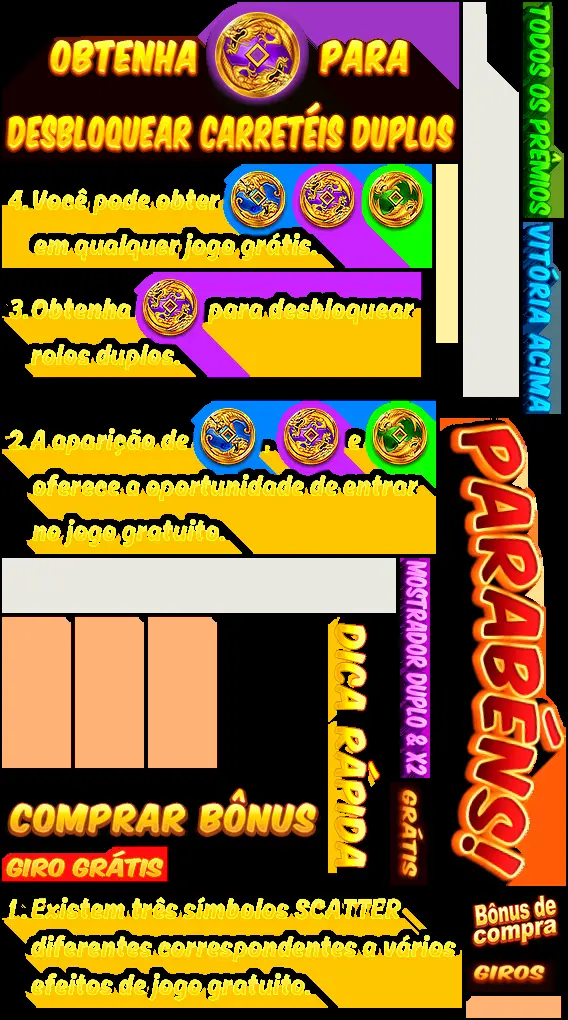 OBTENHA PARA
DESBLOQUEAR CARRETÉIS DUPLOS
4. Você pode obter
em qualquer jogo grátis.
3. Obtenha para desbloquear
rolos duplos.
2. A aparição de , e
oferece a oportunidade de entrar
no jogo gratuito.
TODOS OS PRÊMIOS
VITÓRIA ACIMA
PARABÉNS!
MOSTRADOR DUPLO & X2
DICA RÁPIDA
GRÁTIS
COMPRAR BÔNUS
GIRO GRÁTIS
1. Existem três símbolos SCATTER
diferentes correspondentes a vários
efeitos de jogo gratuito.
Bônus de
compra
GIROS